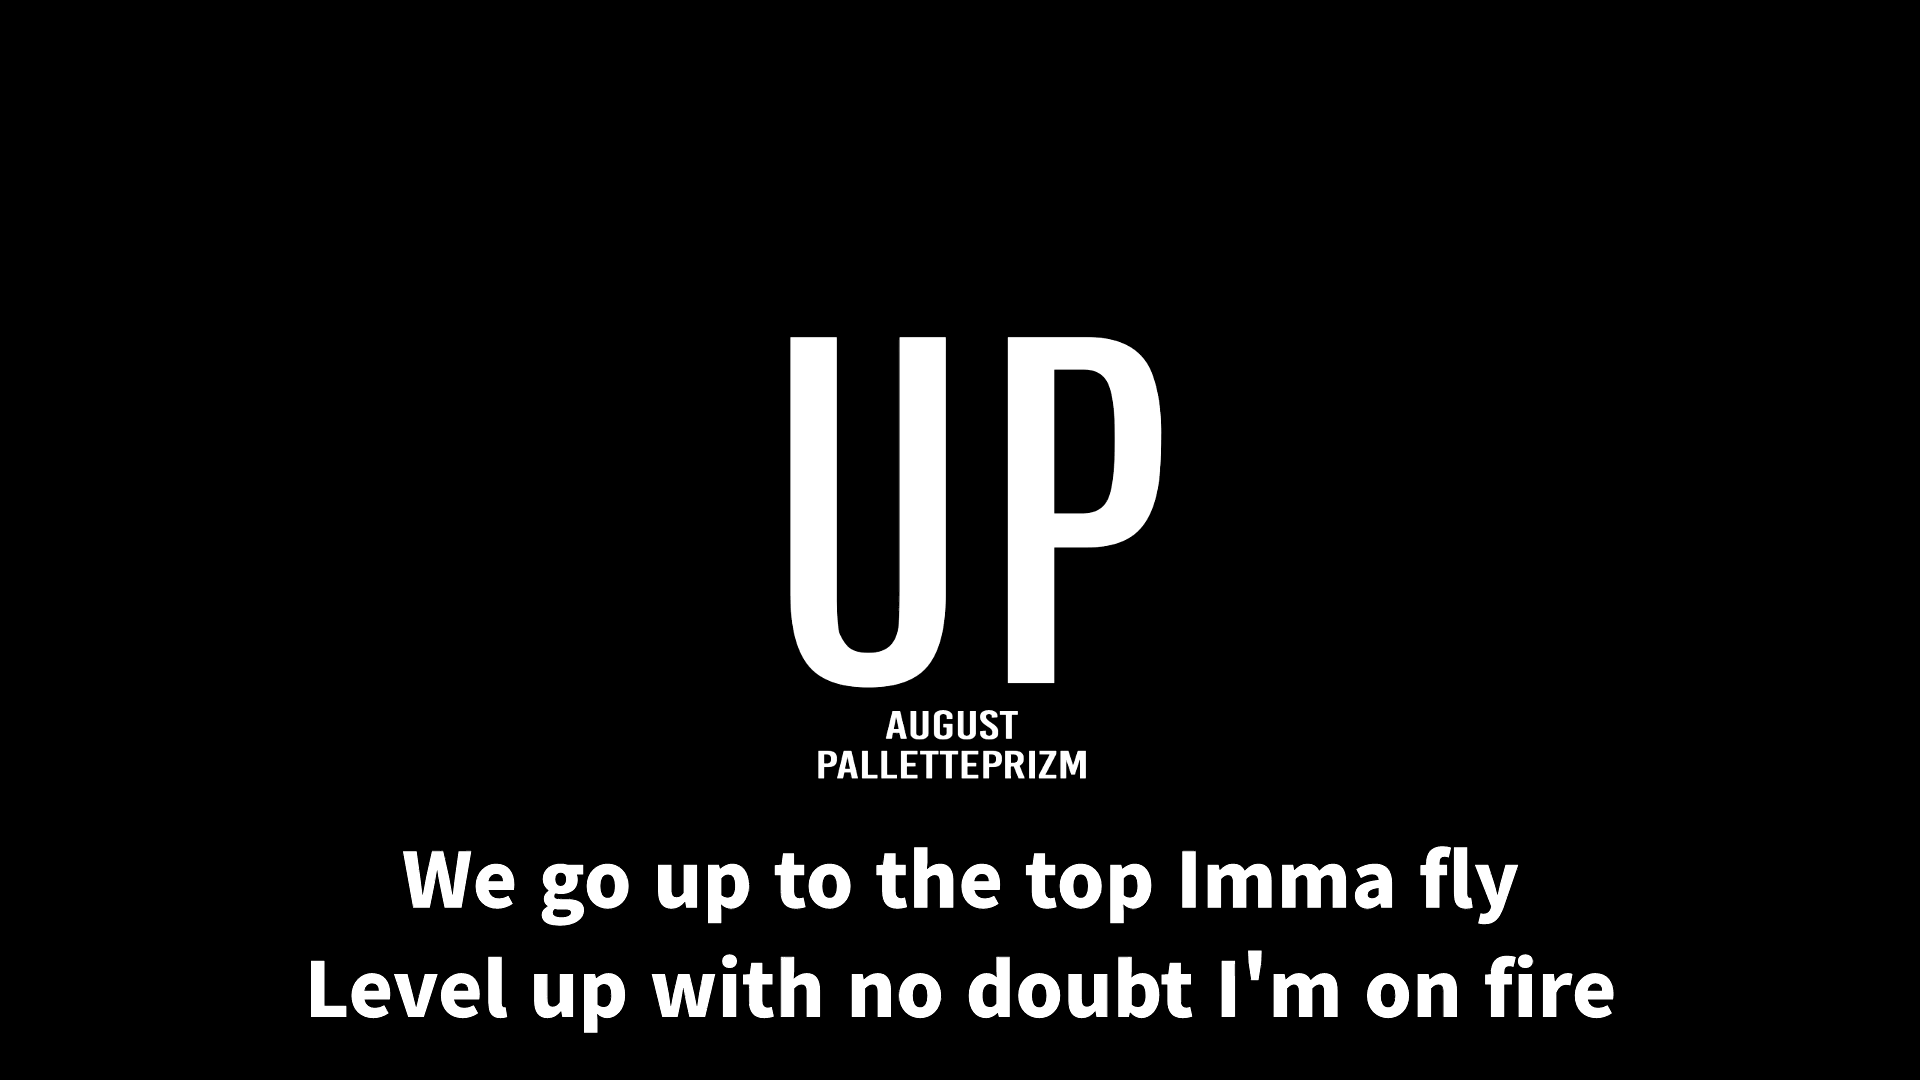 UP
AUGUST
PALLETTEPRIZM
We go up to the top Imma fly
Level up with no doubt I'm on fire